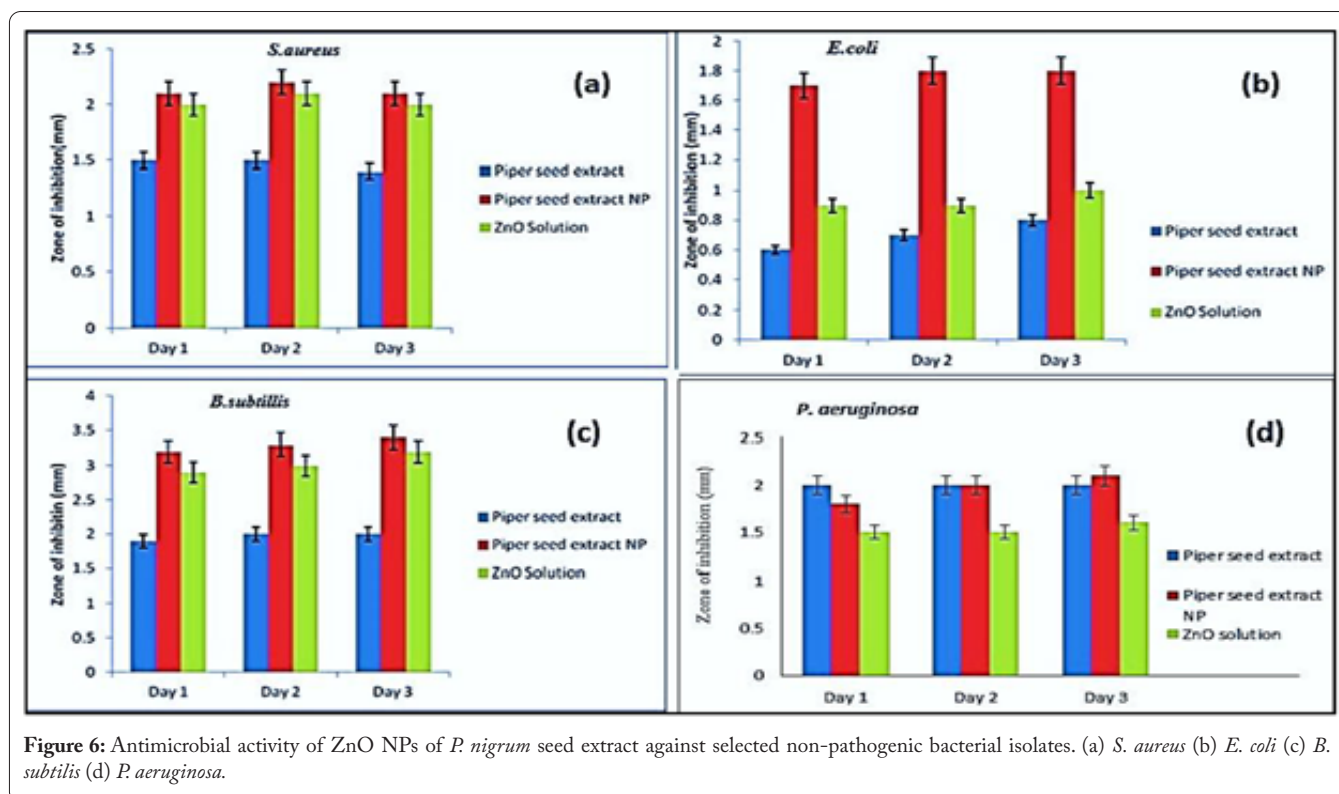 S.aureus
(a)
Zone of inhibition(mm)
2.5
2
1.5
1
0.5
0
Day 1
Day 2
Day 3
Piper seed extract
Piper seed extract NP
ZnO Solution
E.coli
(b)
Zone of inhibition (mm)
2
1.8
1.6
1.4
1.2
1
0.8
0.6
0.4
0.2
0
Day 1
Day 2
Day 3
Piper seed extract
Piper seed extract NP
ZnO Solution
B.subtillis
(c)
Zone of inhibitin (mm)
4
3.5
3
2.5
2
1.5
1
0.5
0
Day 1
Day 2
Day 3
Piper seed extract
Piper seed extract NP
ZnO Solution
P. aeruginosa
(d)
Zone of inhibition (mm)
2.5
2
1.5
1
0.5
0
Day 1
Day 2
Day 3
Piper seed extract
Piper seed extract
NP
ZnO solution
Figure 6: Antimicrobial activity of ZnO NPs of P. nigrum seed extract against selected non-pathogenic bacterial isolates. (a) S. aureus (b) E. coli (c) B.
subtilis (d) P. aeruginosa.